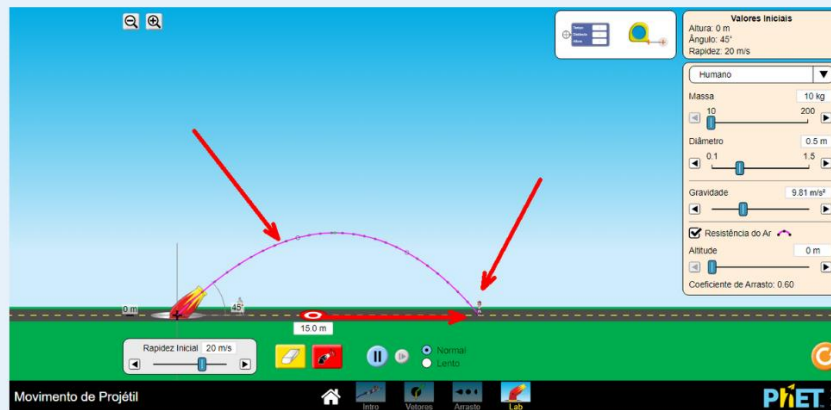 Valores Iniciais
Altura: 0 m
Ângulo: 45°
Rapidez: 20 m/s
Humano
Massa
10 kg
10
200
Diâmetro
0.5 m
0.1
1.5
Gravidade
9.81 m/s²
Resistência do Ar
Altitude
0 m
Coeficiente de Arrasto: 0.60
0 m
45°
15.0 m
Rapidez Inicial
20 m/s
Normal
Lento
Movimento de Projétil
Intro
Vetores
Arrasto
Lab
PhET